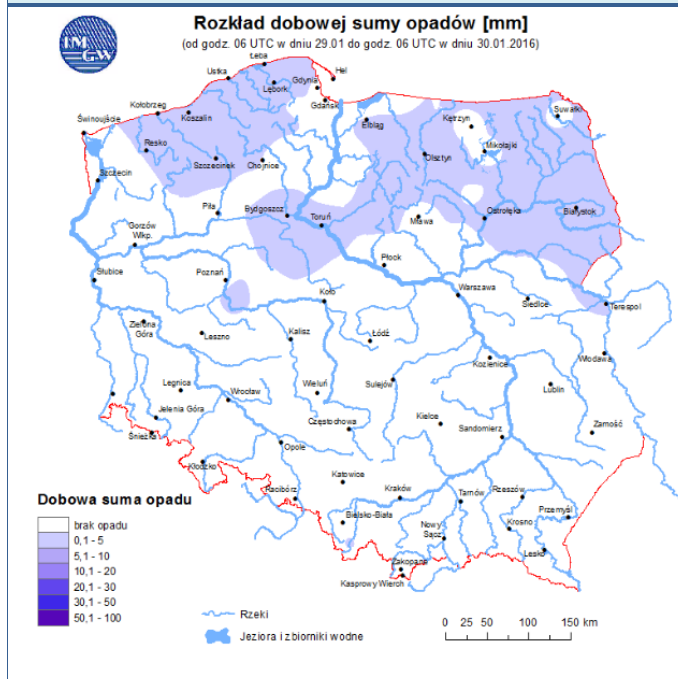 Rozkład dobowej sumy opadów [mm]
(od godz. 06 UTC w dniu 29.01 do godz. 06 UTC w dniu 30.01.2016)
IM
GW
Łeba
Ustka
Hel
Gdynia
Lębork
Kołobrzeg
Gdańsk
Suwałki
Koszalin
Kętrzyn
Świnoujście
Elbląg
Resko
Mikołajki
Szczecinek
Chojnice
Olsztyn
Szczecin
Piła
Bydgoszcz
Ostrołęka
Białystok
Toruń
Mława
Gorzów
Wlkp.
Płock
Słubice
Poznań
Warszawa
Koło
Siedlce
Terespol
Zielona
Góra
Leszno
Kalisz
Łódź
Kozienice
Włodawa
Legnica
Wrocław
Wieluń
Sulejów
Lublin
Jelenia Góra
Śnieżka
Częstochowa
Kielce
Sandomierz
Zamość
Opole
Kłodzko
Katowice
Racibórz
Kraków
Tarnów
Rzeszów
Bielsko-Biała
Przemyśl
Nowy
Sącz
Krosno
Lesko
Zakopane
Kasprowy Wierch
Dobowa suma opadu
brak opadu
0,1 - 5
5,1 - 10
10,1 - 20
20,1 - 30
30,1 - 50
50,1 - 100
Rzeki
Jeziora i zbiorniki wodne
0 25 50 100 150 km